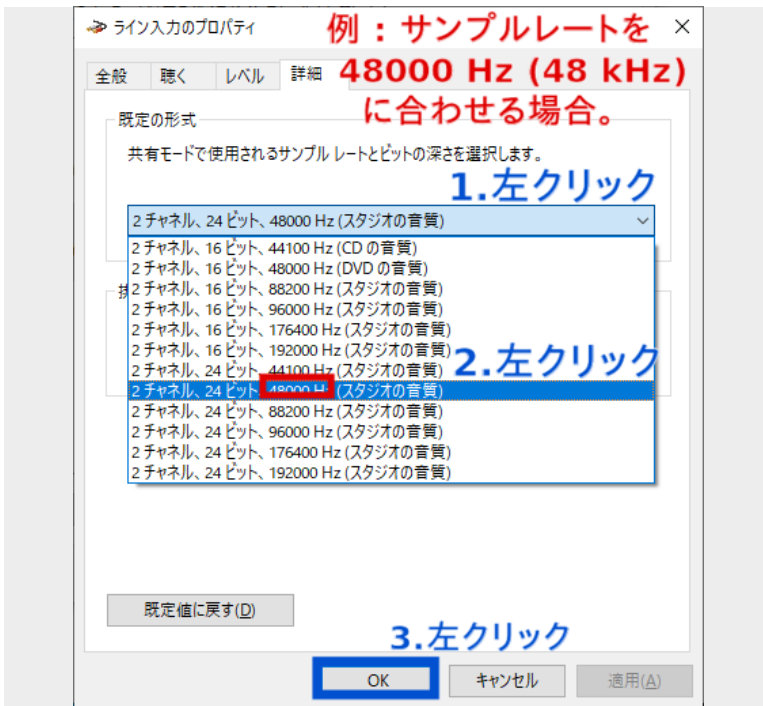 ライン入力のプロパティ
例：サンプルレートを
48000 Hz (48 kHz)
に合わせる場合。
全般 聴く レベル 詳細
既定の形式
共有モードで使用されるサンプル レートとビットの深さを選択します。
1.左クリック
2 チャネル、24 ビット、48000 Hz (スタジオの音質)
2 チャネル、16 ビット、44100 Hz (CD の音質)
2 チャネル、16 ビット、48000 Hz (DVD の音質)
2 チャネル、16 ビット、88200 Hz (スタジオの音質)
2 チャネル、16 ビット、96000 Hz (スタジオの音質)
2 チャネル、16 ビット、176400 Hz (スタジオの音質)
2 チャネル、16 ビット、192000 Hz (スタジオの音質)
2.左クリック
2 チャネル、24 ビット、44100 Hz (スタジオの音質)
2 チャネル、24 ビット、48000 Hz (スタジオの音質)
2 チャネル、24 ビット、88200 Hz (スタジオの音質)
2 チャネル、24 ビット、96000 Hz (スタジオの音質)
2 チャネル、24 ビット、176400 Hz (スタジオの音質)
2 チャネル、24 ビット、192000 Hz (スタジオの音質)
既定値に戻す(D)
3.左クリック
OK キャンセル 適用(A)